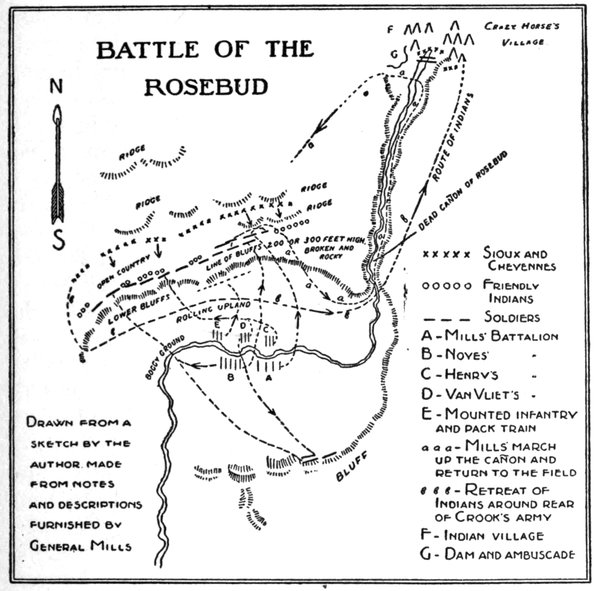 BATTLE OF THE
ROSEBUD
N
S
F
CRAZY HORSE'S
VILLAGE
G
a
a
a
ROUTE OF INDIANS
DEAD CAÑON OF ROSEBUD
RIDGE
RIDGE
RIDGE
RIDGE
OPEN COUNTRY
LINE OF BLUFFS 200 OR 300 FEET HIGH,
BROKEN AND
ROCKY
LOWER BLUFFS
ROLLING UPLAND
BOGGY GROUND
E
D
C
B
A
BLUFF
xxxx SIOUX AND
CHEYENNES
ooooo FRIENDLY
INDIANS
SOLDIERS
A-MILLS' BATTALION
B-NOYES' "
C-HENRY'S "
D-VAN VLIET'S "
E-MOUNTED INFANTRY
AND PACK TRAIN
a a a-MILLS' MARCH
UP THE CAÑON AND
RETURN TO THE FIELD
b b b-RETREAT OF
INDIANS AROUND REAR
OF CROOK'S ARMY
F-INDIAN VILLAGE
G-DAM AND AMBUSCADE
DRAWN FROM A
SKETCH BY THE
AUTHOR MADE
FROM NOTES
AND DESCRIPTIONS
FURNISHED BY
GENERAL MILLS